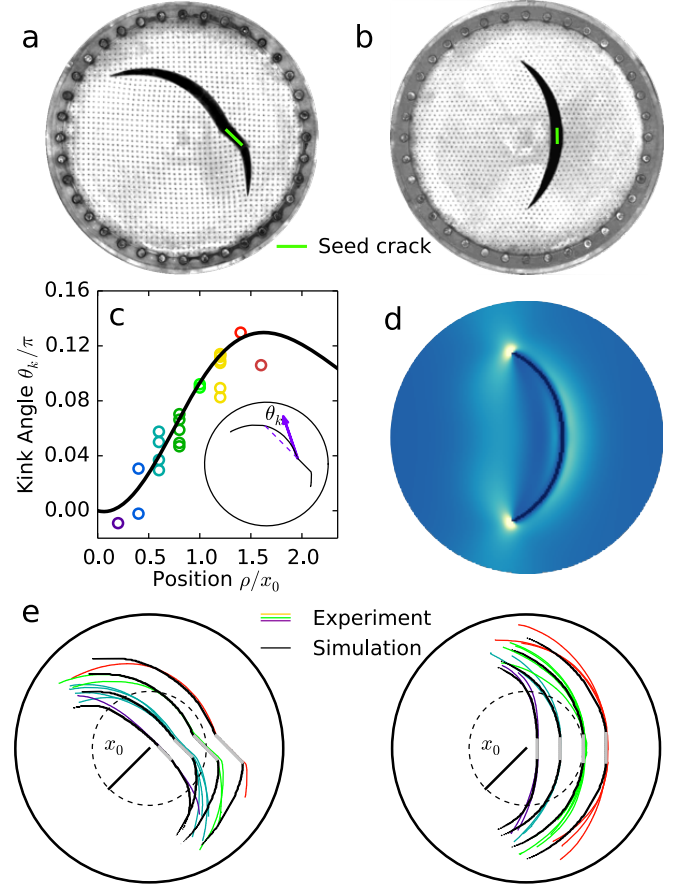 a
b
Seed crack
c
Kink Angle θk/π
0.16
0.12
0.08
0.04
0.00
0.0 0.5 1.0 1.5 2.0
Position ρ/x0
θk
d
e
Experiment
Simulation
x0
x0